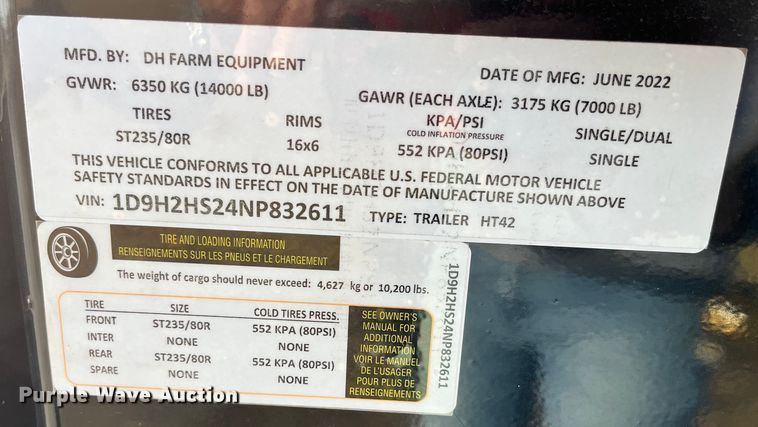 MFD. BY: DH FARM EQUIPMENT
DATE OF MFG: JUNE 2022
GVWR: 6350 KG (14000 LB)
GAWR (EACH AXLE): 3175 KG (7000 LB)
TIRES RIMS KPA/PSI SINGLE/DUAL
COLD INFLATION PRESSURE
ST235/80R 16x6 552 KPA (80PSI) SINGLE
THIS VEHICLE CONFORMS TO ALL APPLICABLE U.S. FEDERAL MOTOR VEHICLE
SAFETY STANDARDS IN EFFECT ON THE DATE OF MANUFACTURE SHOWN ABOVE
VIN: 1D9H2HS24NP832611 TYPE: TRAILER HT42
TIRE AND LOADING INFORMATION
RENSEIGNEMENTS SUR LES PNEUS ET LE CHARGEMENT
The weight of cargo should never exceed: 4,627 kg or 10,200 lbs.
TIRE SIZE COLD TIRES PRESS.
FRONT ST235/80R 552 KPA (80PSI)
INTER NONE NONE
REAR ST235/80R 552 KPA (80PSI)
SPARE NONE NONE
SEE OWNER'S
MANUAL FOR
ADDITIONAL
INFORMATION
VOIR LE MANUEL
DE L'USAGER
POUR PLUS DE
RENSEIGNEMENTS
1D9H2HS24NP832611
Purple Wave Auction